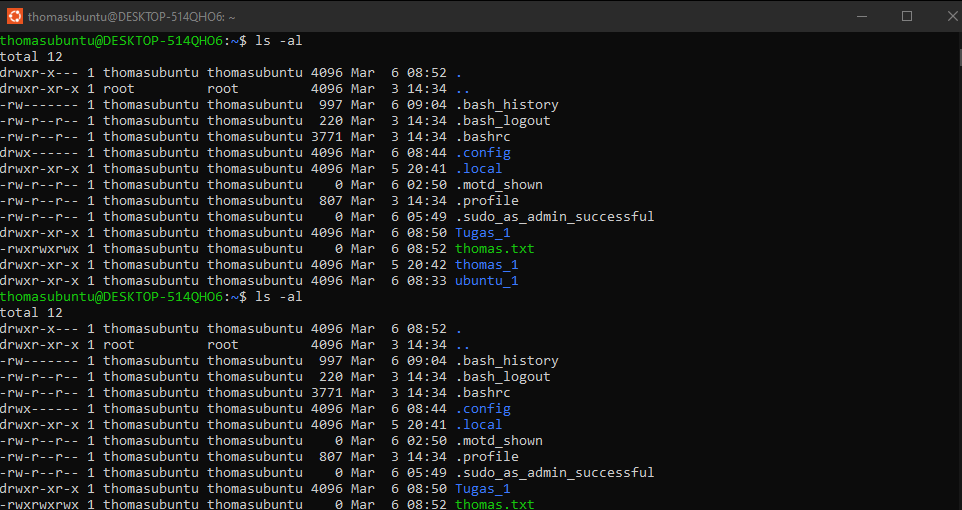 thomasubuntu@DESKTOP-514QHO6: ~
thomasubuntu@DESKTOP-514QHO6:~$ ls -al
total 12
drwxr-x--- 1 thomasubuntu thomasubuntu 4096 Mar  6 08:52 .
drwxr-xr-x 1 root         root         4096 Mar  3 14:34 ..
-rw------- 1 thomasubuntu thomasubuntu  997 Mar  6 09:04 .bash_history
-rw-r--r-- 1 thomasubuntu thomasubuntu  220 Mar  3 14:34 .bash_logout
-rw-r--r-- 1 thomasubuntu thomasubuntu 3771 Mar  3 14:34 .bashrc
drwx------ 1 thomasubuntu thomasubuntu 4096 Mar  6 08:44 .config
drwxr-xr-x 1 thomasubuntu thomasubuntu 4096 Mar  5 20:41 .local
-rw-r--r-- 1 thomasubuntu thomasubuntu    0 Mar  6 02:50 .motd_shown
-rw-r--r-- 1 thomasubuntu thomasubuntu  807 Mar  3 14:34 .profile
-rw-r--r-- 1 thomasubuntu thomasubuntu    0 Mar  6 05:49 .sudo_as_admin_successful
drwxr-xr-x 1 thomasubuntu thomasubuntu 4096 Mar  6 08:50 Tugas_1
-rwxrwxrwx 1 thomasubuntu thomasubuntu    0 Mar  6 08:52 thomas.txt
drwxr-xr-x 1 thomasubuntu thomasubuntu 4096 Mar  5 20:42 thomas_1
drwxr-xr-x 1 thomasubuntu thomasubuntu 4096 Mar  6 08:33 ubuntu_1
thomasubuntu@DESKTOP-514QHO6:~$ ls -al
total 12
drwxr-x--- 1 thomasubuntu thomasubuntu 4096 Mar  6 08:52 .
drwxr-xr-x 1 root         root         4096 Mar  3 14:34 ..
-rw------- 1 thomasubuntu thomasubuntu  997 Mar  6 09:04 .bash_history
-rw-r--r-- 1 thomasubuntu thomasubuntu  220 Mar  3 14:34 .bash_logout
-rw-r--r-- 1 thomasubuntu thomasubuntu 3771 Mar  3 14:34 .bashrc
drwx------ 1 thomasubuntu thomasubuntu 4096 Mar  6 08:44 .config
drwxr-xr-x 1 thomasubuntu thomasubuntu 4096 Mar  5 20:41 .local
-rw-r--r-- 1 thomasubuntu thomasubuntu    0 Mar  6 02:50 .motd_shown
-rw-r--r-- 1 thomasubuntu thomasubuntu  807 Mar  3 14:34 .profile
-rw-r--r-- 1 thomasubuntu thomasubuntu    0 Mar  6 05:49 .sudo_as_admin_successful
drwxr-xr-x 1 thomasubuntu thomasubuntu 4096 Mar  6 08:50 Tugas_1
-rwxrwxrwx 1 thomasubuntu thomasubuntu    0 Mar  6 08:52 thomas.txt